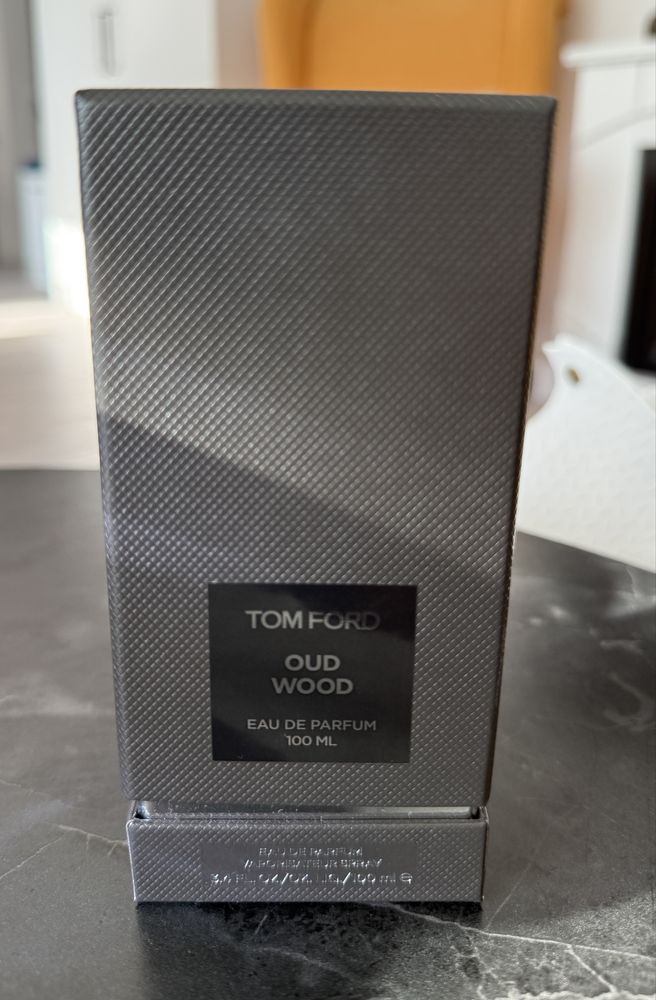 TOM FORD
OUD
WOOD
EAU DE PARFUM
100 ML
EAU DE PARFUM
VAPORISATEUR SPRAY
3.4 FL. OZ./OZ. LIQ./100 ml ℮